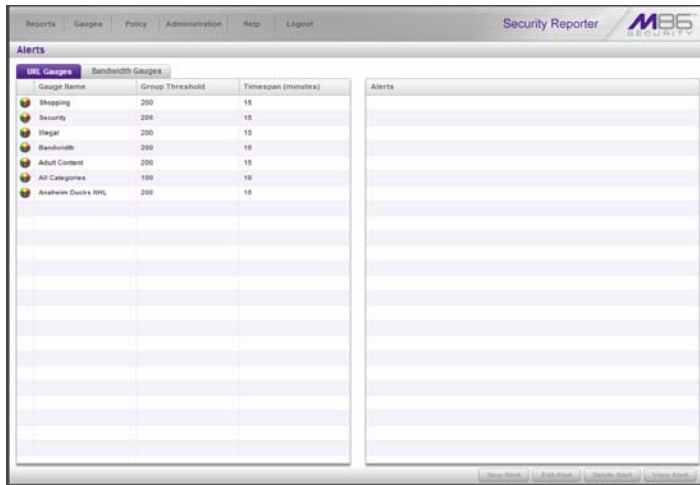 Reports Gauges Policy Administration Help Logout
Security Reporter
M86
SECURITY
Alerts
URL Gauges Bandwidth Gauges
Gauge Name Group Threshold Timespan (minutes)
Shopping 200 15
Security 200 15
Illegal 200 15
Bandwidth 200 15
Adult Content 200 15
All Categories 100 10
Anaheim Ducks NHL 200 15
Alerts
New Alert Edit Alert Delete Alert View Alert